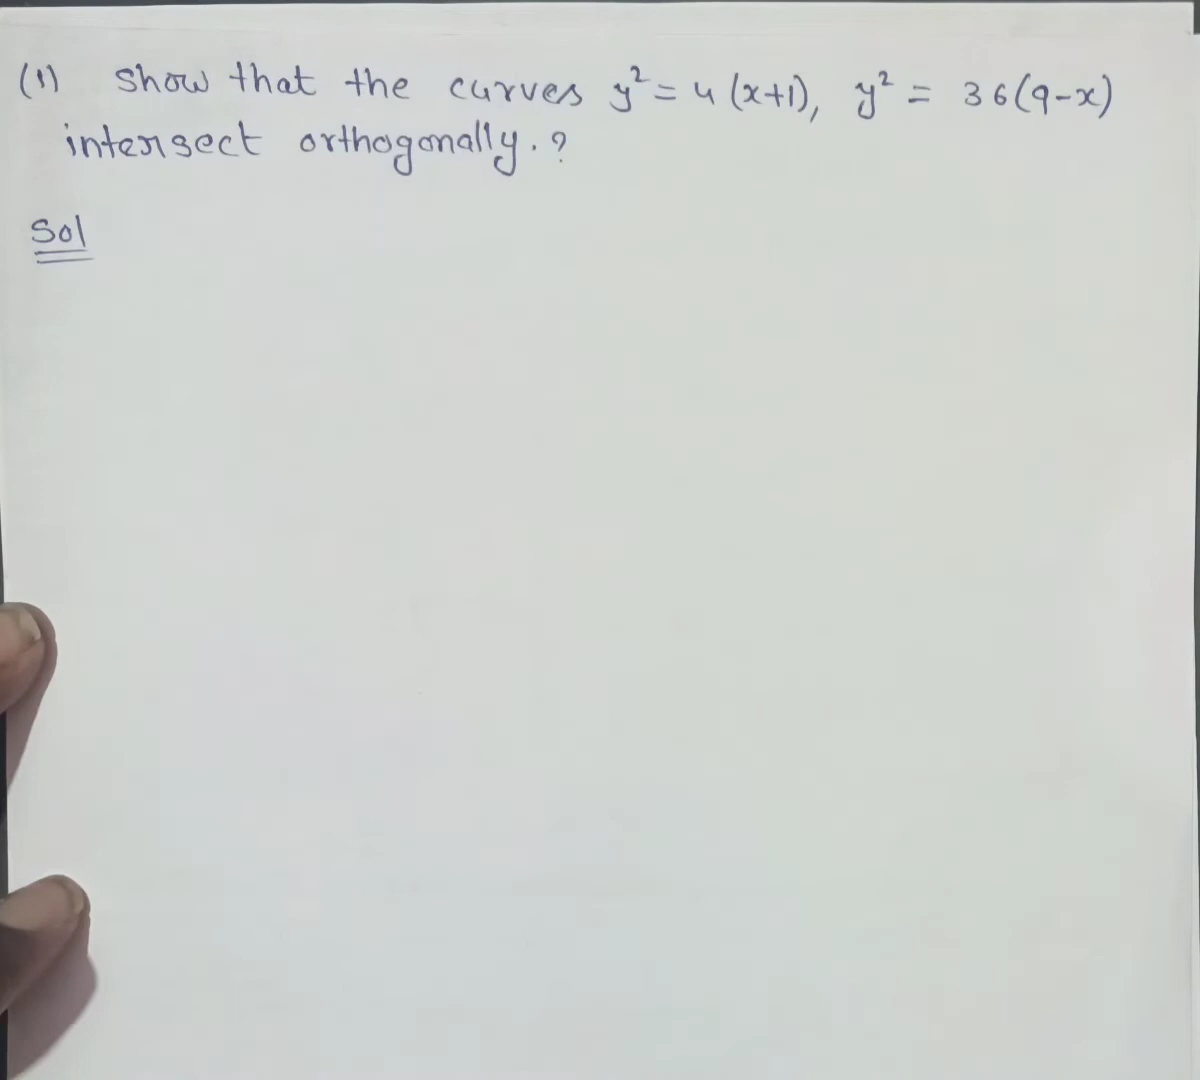 (1) show that the curves y² = 4(x+1), y² = 36(9-x)
intersect orthogonally.?
Sol